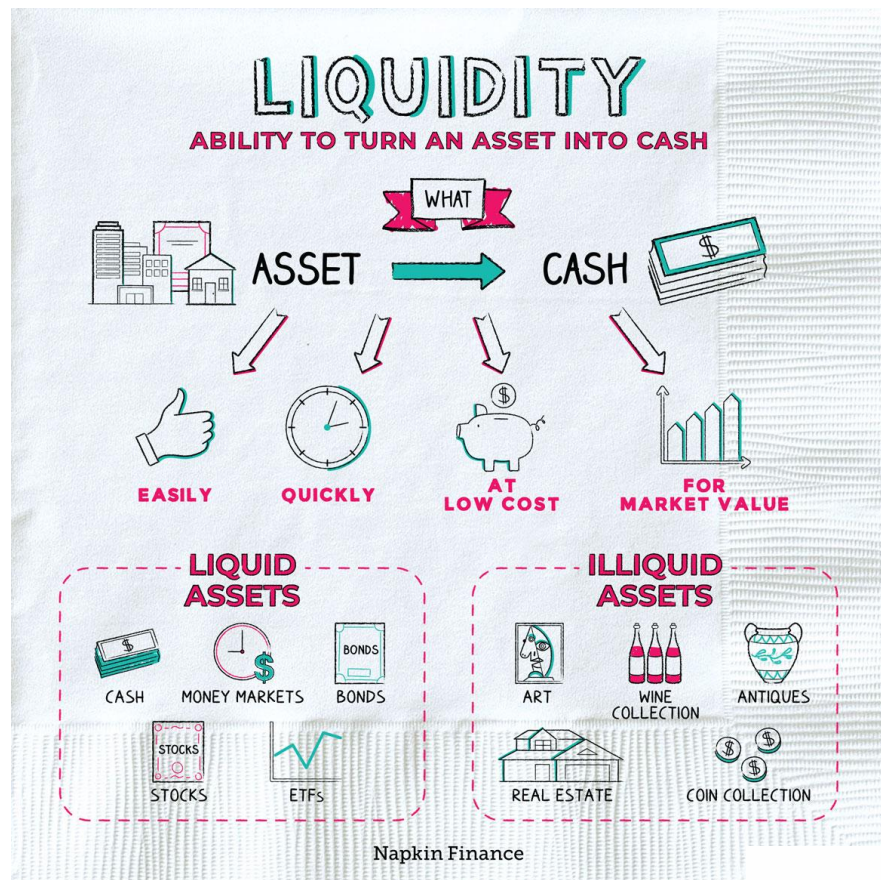 LIQUIDITY
ABILITY TO TURN AN ASSET INTO CASH
WHAT
ASSET
CASH
$
$
EASILY
QUICKLY
AT
LOW COST
FOR
MARKET VALUE
LIQUID
ASSETS
$
$
BONDS
CASH
MONEY MARKETS
BONDS
STOCKS
STOCKS
ETFs
ILLIQUID
ASSETS
ART
WINE
COLLECTION
ANTIQUES
$
$
$
REAL ESTATE
COIN COLLECTION
Napkin Finance